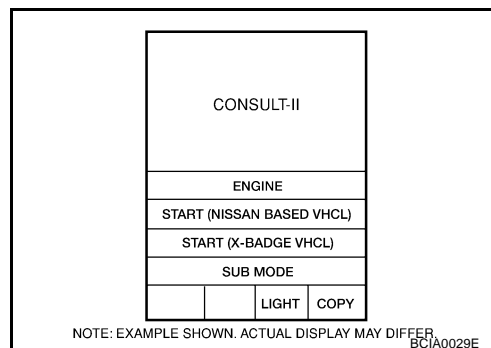 CONSULT-II
ENGINE
START (NISSAN BASED VHCL)
START (X-BADGE VHCL)
SUB MODE
LIGHT COPY
NOTE: EXAMPLE SHOWN. ACTUAL DISPLAY MAY DIFFER.
BCIA0029E